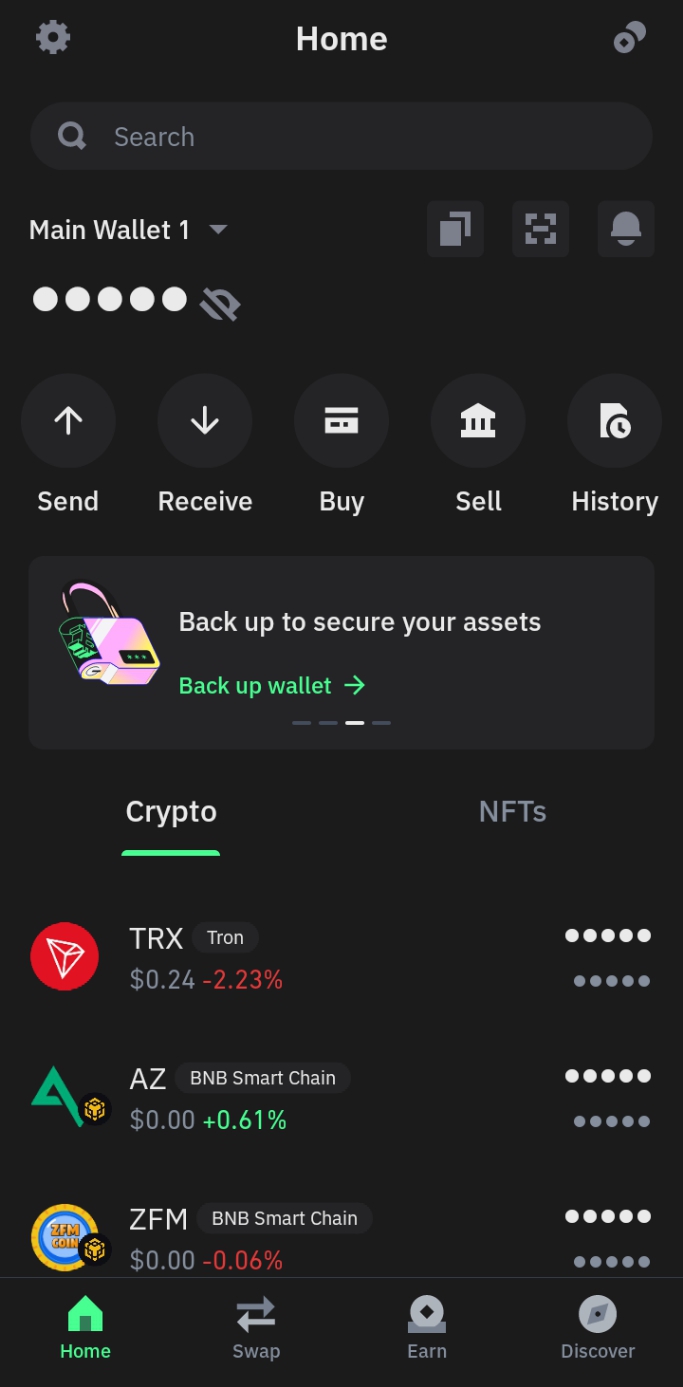 Home
Search
Main Wallet 1
Send Receive Buy Sell History
Back up to secure your assets
Back up wallet
Crypto NFTs
TRX Tron
$0.24 -2.23%
AZ BNB Smart Chain
$0.00 +0.61%
ZFM COIN
ZFM BNB Smart Chain
$0.00 -0.06%
Home Swap Earn Discover